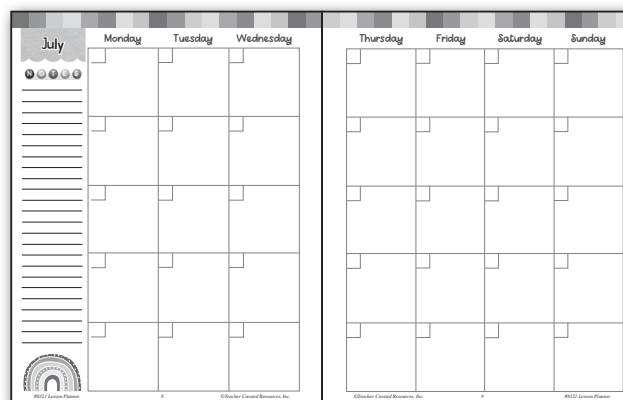 July
NOTES
Monday Tuesday Wednesday
Thursday Friday Saturday Sunday
#8321 Lesson Planner 8 ©Teacher Created Resources, Inc.
©Teacher Created Resources, Inc. 9 #8321 Lesson Planner